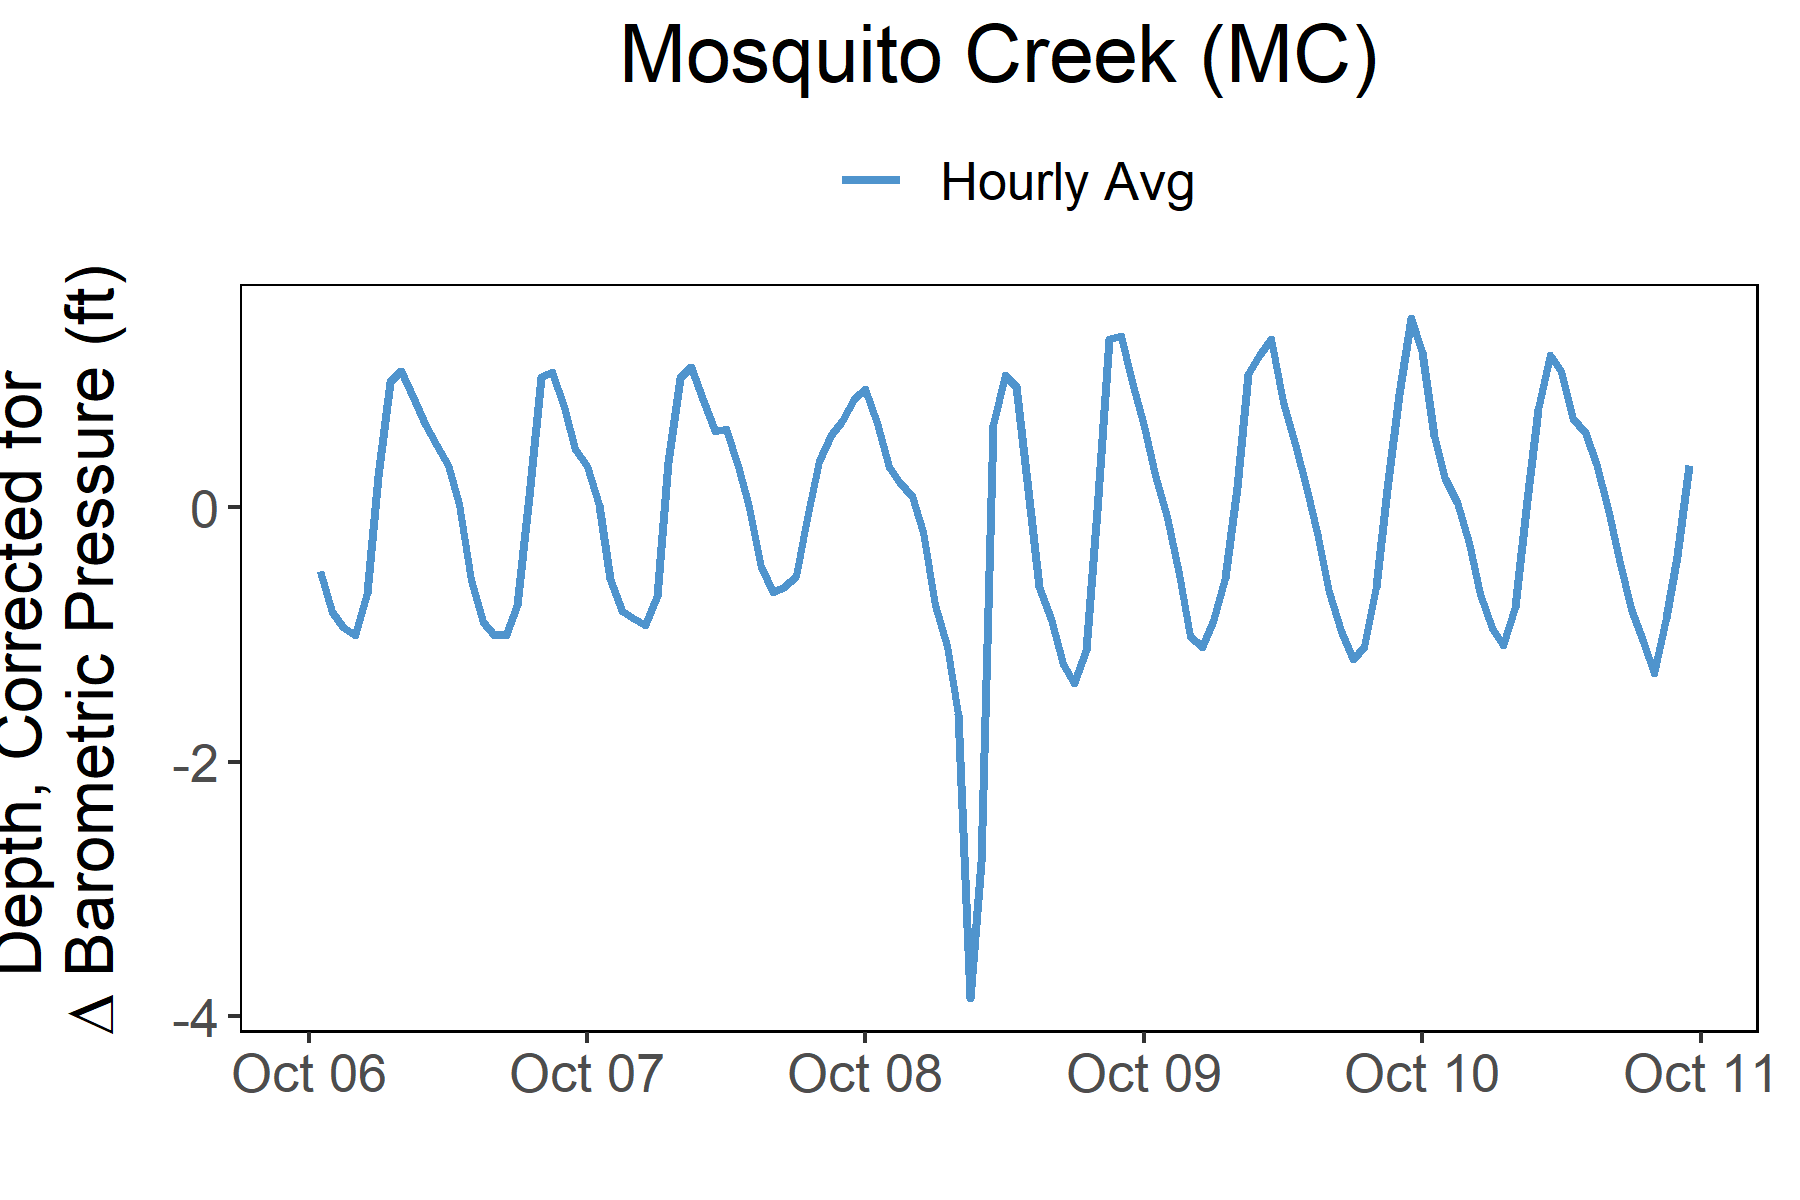 Mosquito Creek (MC)
Hourly Avg
Depth, Corrected for
Δ Barometric Pressure (ft)
0
-2
-4
Oct 06
Oct 07
Oct 08
Oct 09
Oct 10
Oct 11